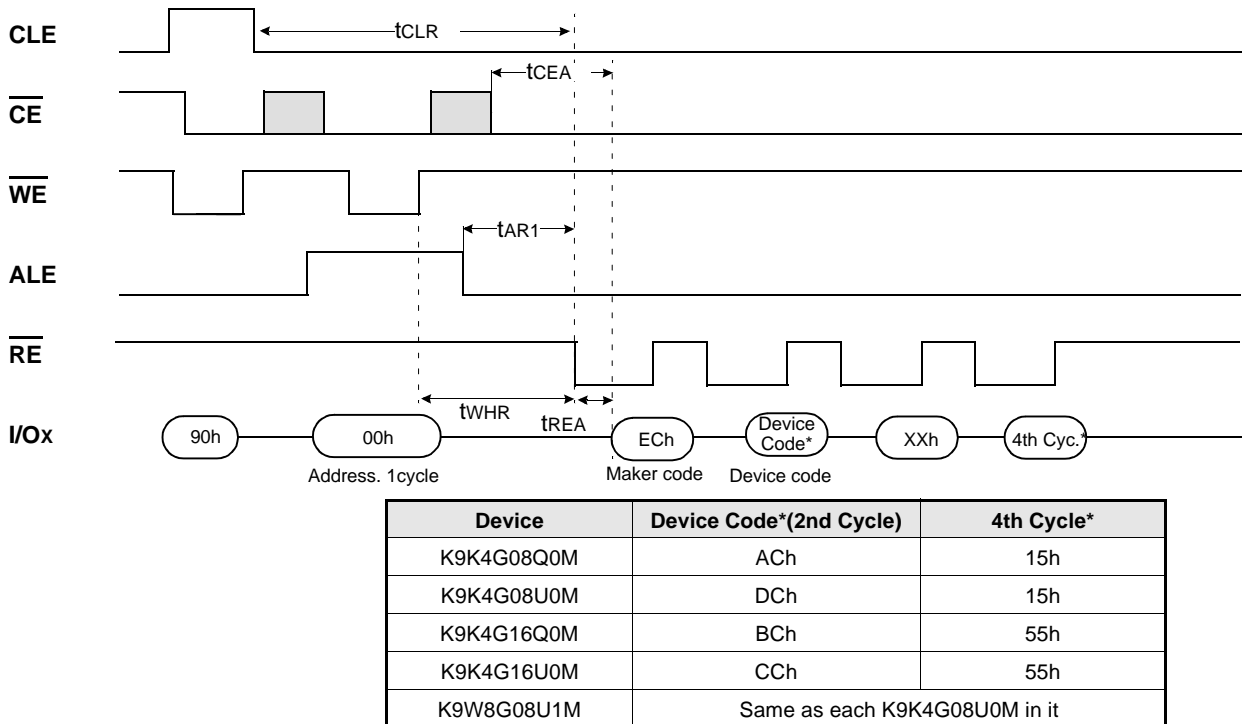 CLE
tCLR
tCEA
CE
WE
tAR1
ALE
RE
tWHR
tREA
I/Ox
90h
00h
ECh
Device
Code*
XXh
4th Cyc.*
Address. 1cycle
Maker code
Device code
Device
Device Code*(2nd Cycle)
4th Cycle*
K9K4G08Q0M
ACh
15h
K9K4G08U0M
DCh
15h
K9K4G16Q0M
BCh
55h
K9K4G16U0M
CCh
55h
K9W8G08U1M
Same as each K9K4G08U0M in it